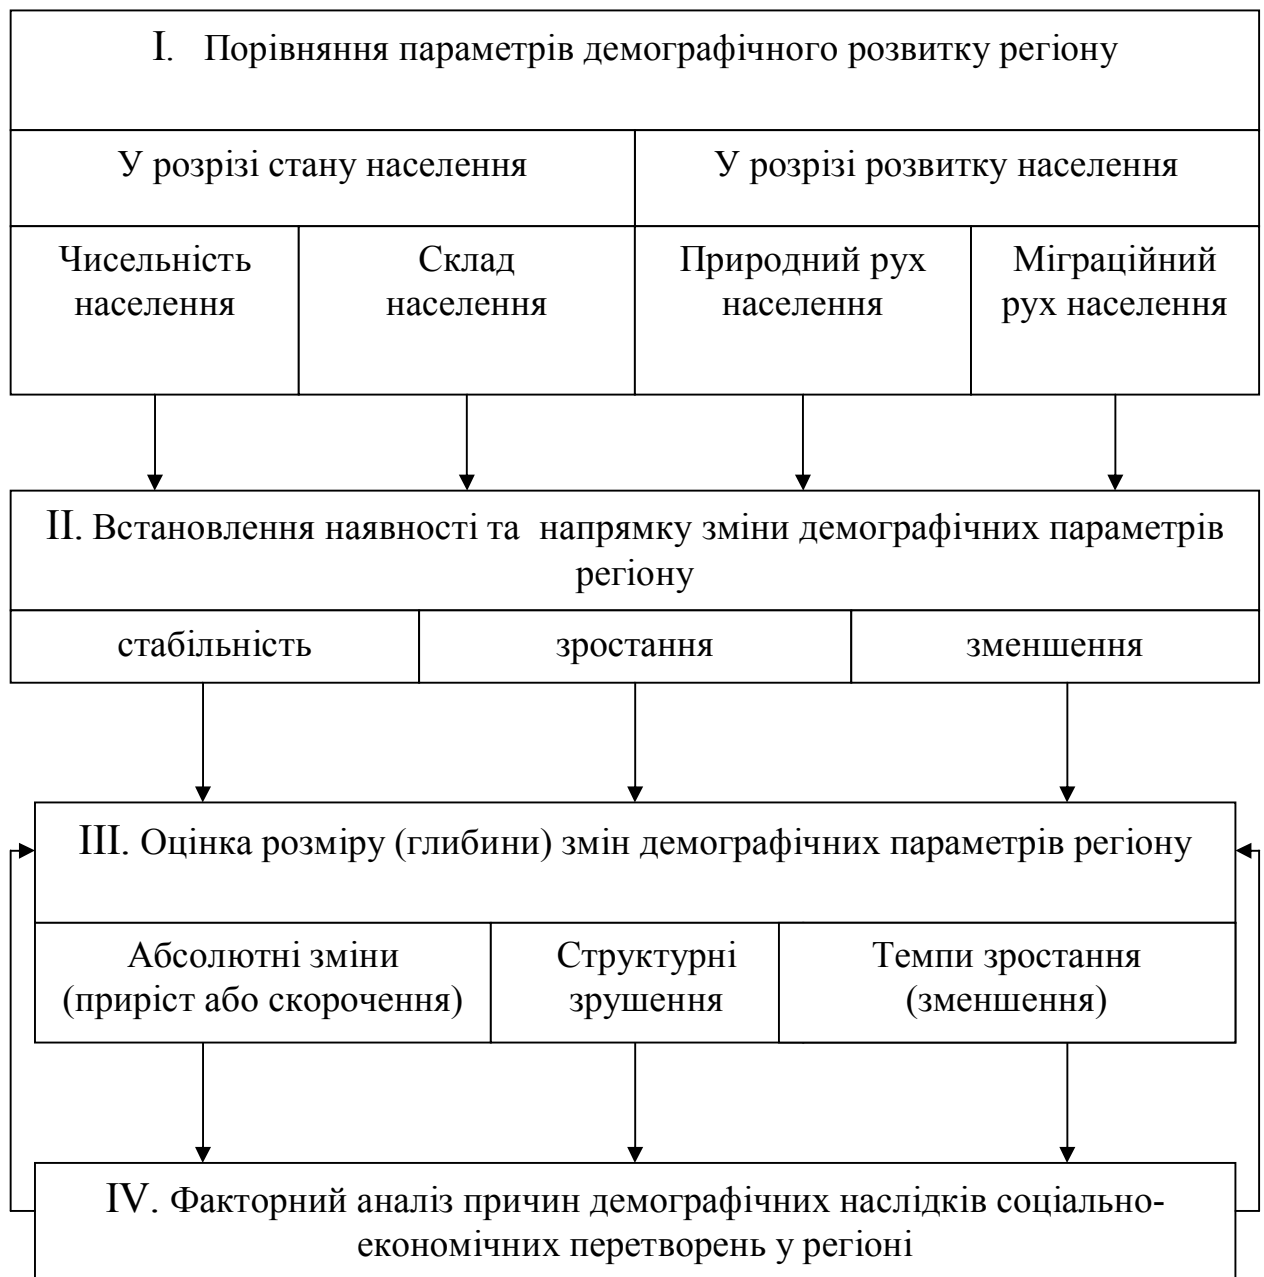 I. Порівняння параметрів демографічного розвитку регіону
У розрізі стану населення
У розрізі розвитку населення
Чисельність
населення
Склад
населення
Природний рух
населення
Міграційний
рух населення
II. Встановлення наявності та напрямку зміни демографічних параметрів
регіону
стабільність
зростання
зменшення
III. Оцінка розміру (глибини) змін демографічних параметрів регіону
Абсолютні зміни
(приріст або скорочення)
Структурні
зрушення
Темпи зростання
(зменшення)
IV. Факторний аналіз причин демографічних наслідків соціально-
економічних перетворень у регіоні